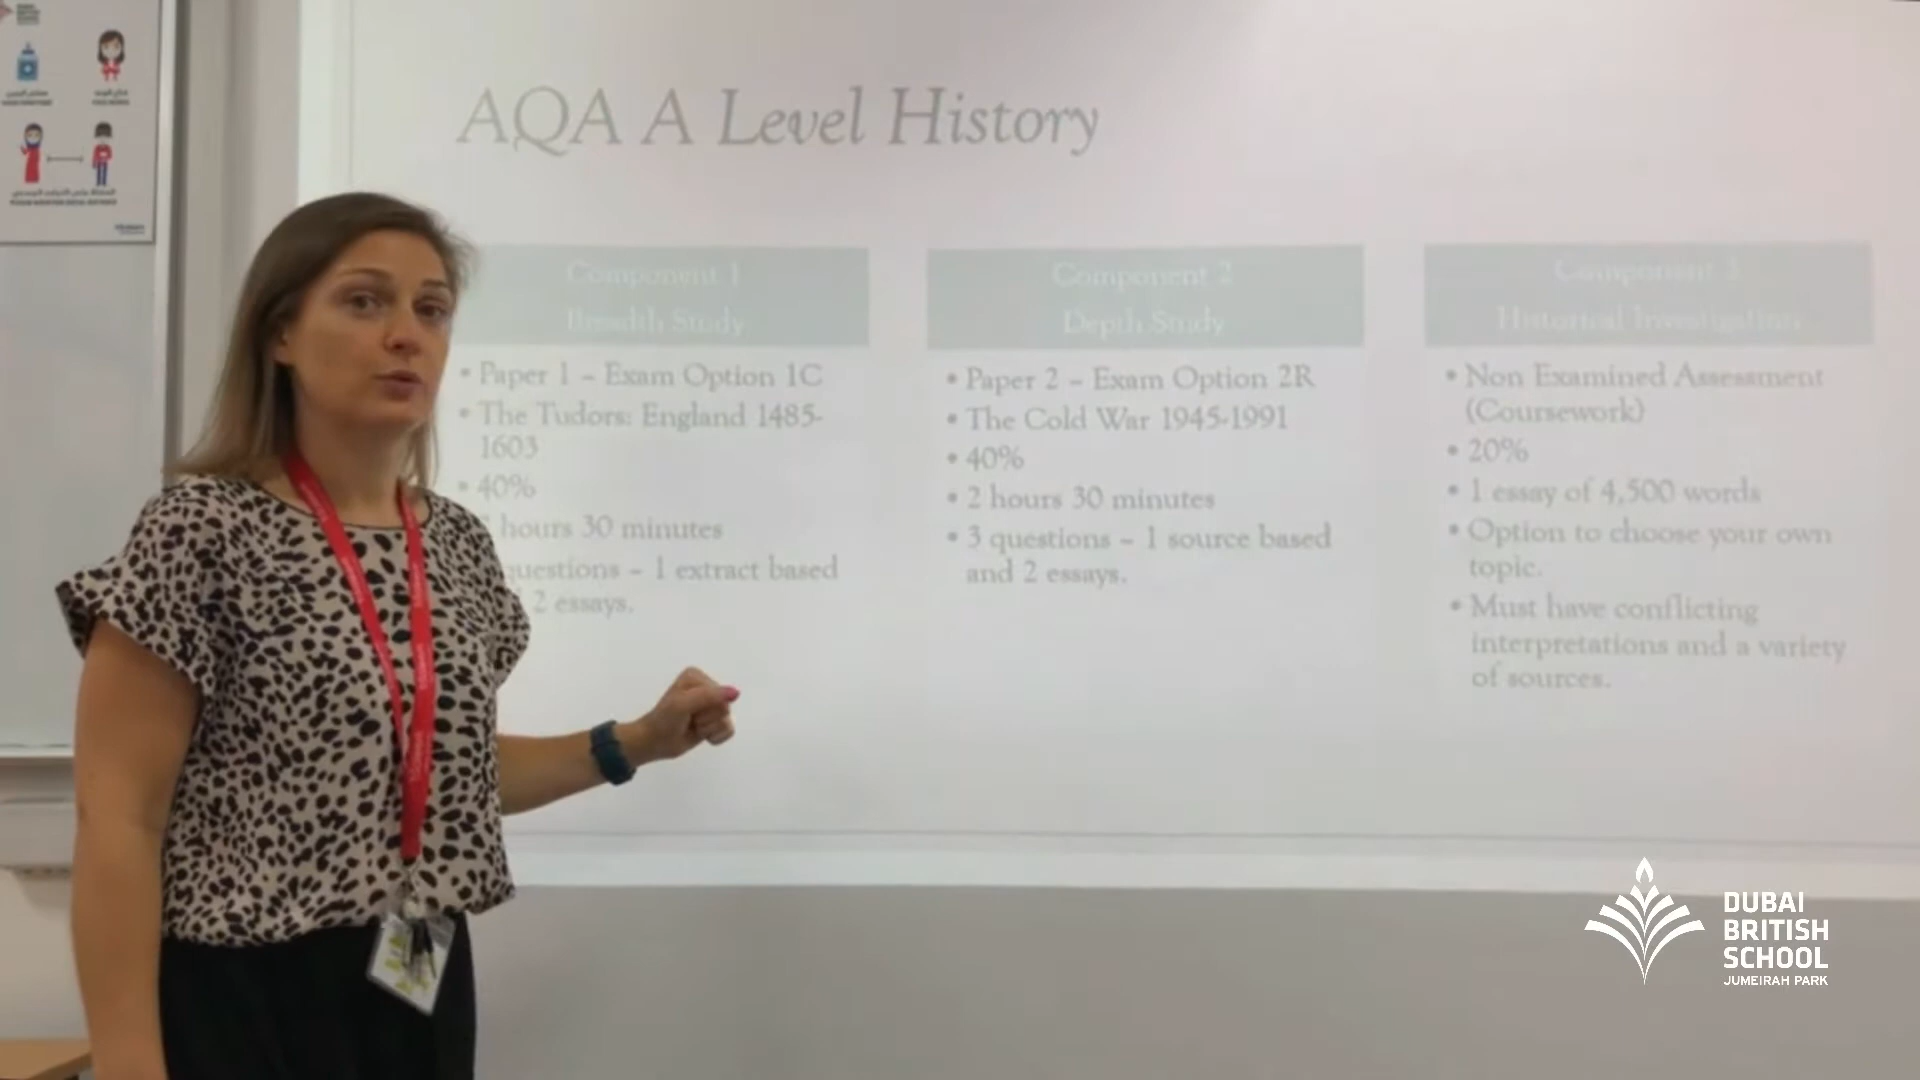 AQA A Level History
Component 1
Breadth Study
• Paper 1 – Exam Option 1C
• The Tudors: England 1485-
1603
• 40%
hours 30 minutes
questions – 1 extract based
2 essays.
Component 2
Depth Study
• Paper 2 – Exam Option 2R
• The Cold War 1945-1991
• 40%
• 2 hours 30 minutes
• 3 questions – 1 source based
and 2 essays.
Component 3
Historical Investigation
• Non Examined Assessment
(Coursework)
• 20%
• 1 essay of 4,500 words
• Option to choose your own
topic.
• Must have conflicting
interpretations and a variety
of sources.
DUBAI
BRITISH
SCHOOL
JUMEIRAH PARK